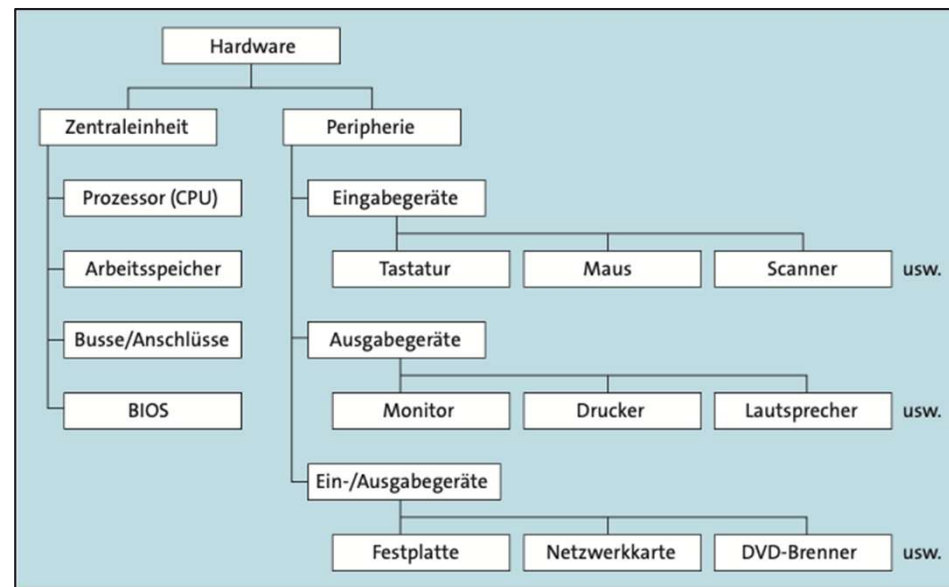 Hardware
Zentraleinheit
Peripherie
Prozessor (CPU)
Eingabegeräte
Tastatur
Maus
Scanner
usw.
Arbeitsspeicher
Busse/Anschlüsse
Ausgabegeräte
Monitor
Drucker
Lautsprecher
usw.
BIOS
Ein-/Ausgabegeräte
Festplatte
Netzwerkkarte
DVD-Brenner
usw.